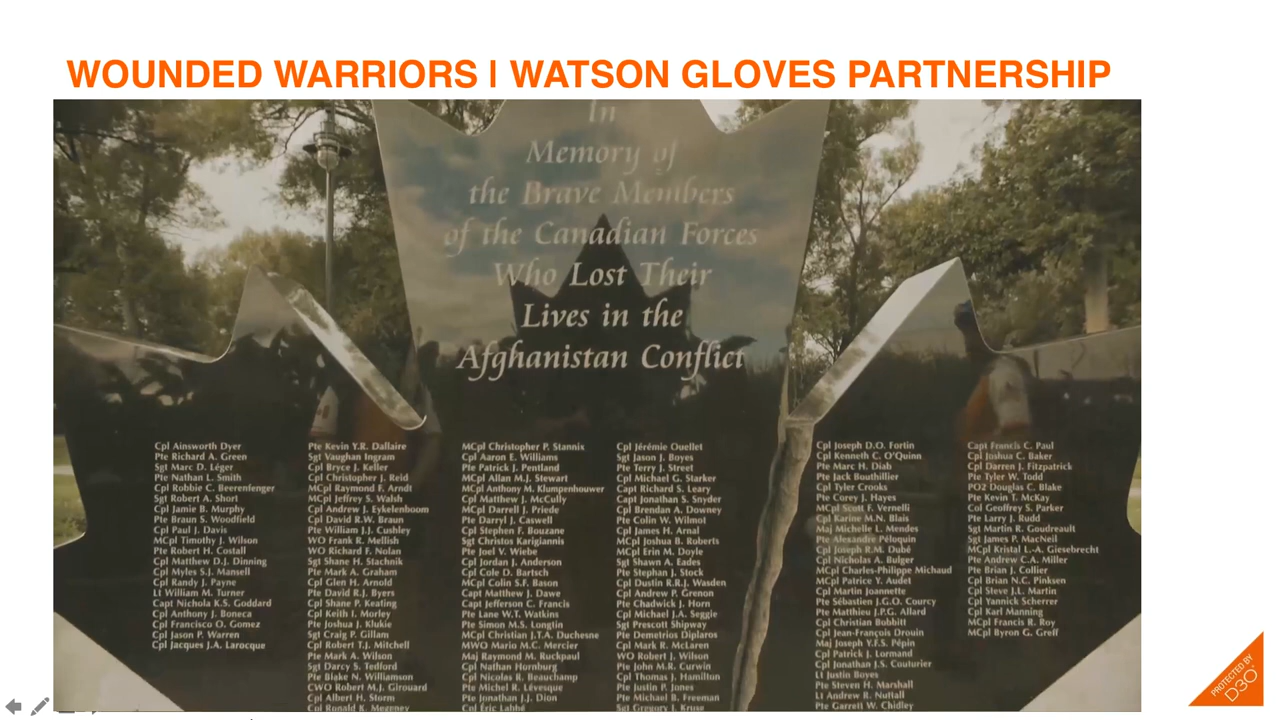 WOUNDED WARRIORS | WATSON GLOVES PARTNERSHIP
In
Memory of
the Brave Members
of the Canadian Forces
Who Lost Their
Lives in the
Afghanistan Conflict
Cpl Ainsworth Dyer
Pte Richard A. Green
Sgt Marc D. Léger
Pte Nathan L. Smith
Cpl Robbie C. Beerenfenger
Sgt Robert A. Short
Cpl Jamie B. Murphy
Pte Braun S. Woodfield
Cpl Paul J. Davis
MCpl Timothy J. Wilson
Pte Robert H. Costall
Cpl Matthew D.J. Dinning
Cpl Myles S.J. Mansell
Cpl Randy J. Payne
Lt William M. Turner
Capt Nichola K.S. Goddard
Cpl Anthony J. Boneca
Cpl Francisco O. Gomez
Cpl Jason P. Warren
Cpl Jacques J.A. Larocque
Pte Kevin Y.R. Dallaire
Sgt Vaughan Ingram
Cpl Bryce J. Keller
Cpl Christopher J. Reid
MCpl Raymond F. Arndt
MCpl Jeffrey S. Walsh
Cpl Andrew J. Eykelenboom
Cpl David R.W. Braun
Pte William J.J. Cushley
WO Frank R. Mellish
WO Richard F. Nolan
Sgt Shane H. Stachnik
Pte Mark A. Graham
Cpl Glen H. Arnold
Pte David R.J. Byers
Cpl Shane P. Keating
Cpl Keith I. Morley
Pte Joshua J. Klukie
Sgt Craig P. Gillam
Cpl Robert T.J. Mitchell
Pte Mark A. Wilson
Sgt Darcy S. Tedford
Pte Blake N. Williamson
CWO Robert M.J. Girouard
Cpl Albert H. Storm
Cpl Ronald K. Megeney
MCpl Christopher P. Stannix
Cpl Aaron E. Williams
Pte Patrick J. Pentland
MCpl Allan M.J. Stewart
MCpl Anthony M. Klumpenhouwer
Cpl Matthew J. McCully
MCpl Darrell J. Priede
Pte Darryl J. Caswell
Cpl Stephen F. Bouzane
Sgt Christos Karigiannis
Pte Joel V. Wiebe
Cpl Jordan J. Anderson
Cpl Cole D. Bartsch
MCpl Colin S.F. Bason
Capt Matthew J. Dawe
Capt Jefferson C. Francis
Pte Lane W.T. Watkins
Pte Simon M.S. Longtin
MCpl Christian J.T.A. Duchesne
MWO Mario M.C. Mercier
Maj Raymond M. Ruckpaul
Cpl Nathan Hornburg
Cpl Nicolas R. Beauchamp
Pte Michel R. Lévesque
Pte Jonathan J.J. Dion
Cpl Éric Labbé
Cpl Jérémie Ouellet
Sgt Jason J. Boyes
Pte Terry J. Street
Cpl Michael G. Starker
Capt Richard S. Leary
Capt Jonathan S. Snyder
Cpl Brendan A. Downey
Pte Colin W. Wilmot
Cpl James H. Arnal
MCpl Joshua B. Roberts
MCpl Erin M. Doyle
Sgt Shawn A. Eades
Pte Stephan J. Stock
Cpl Dustin R.R.J. Wasden
Cpl Andrew P. Grenon
Pte Chadwick J. Horn
Cpl Michael J.A. Seggie
Sgt Prescott Shipway
Pte Demetrios Diplaros
Cpl Mark R. McLaren
WO Robert J. Wilson
Pte John M.R. Curwin
Cpl Thomas J. Hamilton
Pte Justin P. Jones
Pte Michael B. Freeman
Sgt Gregory J. Kruse
Cpl Joseph D.O. Fortin
Cpl Kenneth C. O'Quinn
Pte Marc H. Diab
Pte Jack Bouthillier
Cpl Tyler Crooks
Pte Corey J. Hayes
MCpl Scott F. Vernelli
Cpl Karine M.N. Blais
Maj Michelle L. Mendes
Pte Alexandre Péloquin
Cpl Joseph R.M. Dubé
Cpl Nicholas A. Bulger
MCpl Charles-Philippe Michaud
MCpl Patrice Y. Audet
Cpl Martin Joannette
Pte Sébastien J.G.O. Courcy
Pte Matthieu J.P.G. Allard
Cpl Christian Bobbitt
Cpl Jean-François Drouin
Maj Joseph Y.F.S. Pépin
Cpl Patrick J. Lormand
Cpl Jonathan J.S. Couturier
Lt Justin Boyes
Pte Steven H. Marshall
Lt Andrew R. Nuttall
Pte Garrett W. Chidley
Capt Francis C. Paul
Cpl Joshua C. Baker
Cpl Darren J. Fitzpatrick
Pte Tyler W. Todd
PO2 Douglas C. Blake
Pte Kevin T. McKay
Col Geoffrey S. Parker
Pte Larry J. Rudd
Sgt Martin R. Goudreault
Sgt James P. MacNeil
MCpl Kristal L.-A. Giesebrecht
Pte Andrew C.A. Miller
Pte Brian J. Collier
Cpl Brian N.C. Pinksen
Cpl Steve J.L. Martin
Cpl Yannick Scherrer
Cpl Karl Manning
MCpl Francis R. Roy
MCpl Byron G. Greff
PROTECTED BY
D3O